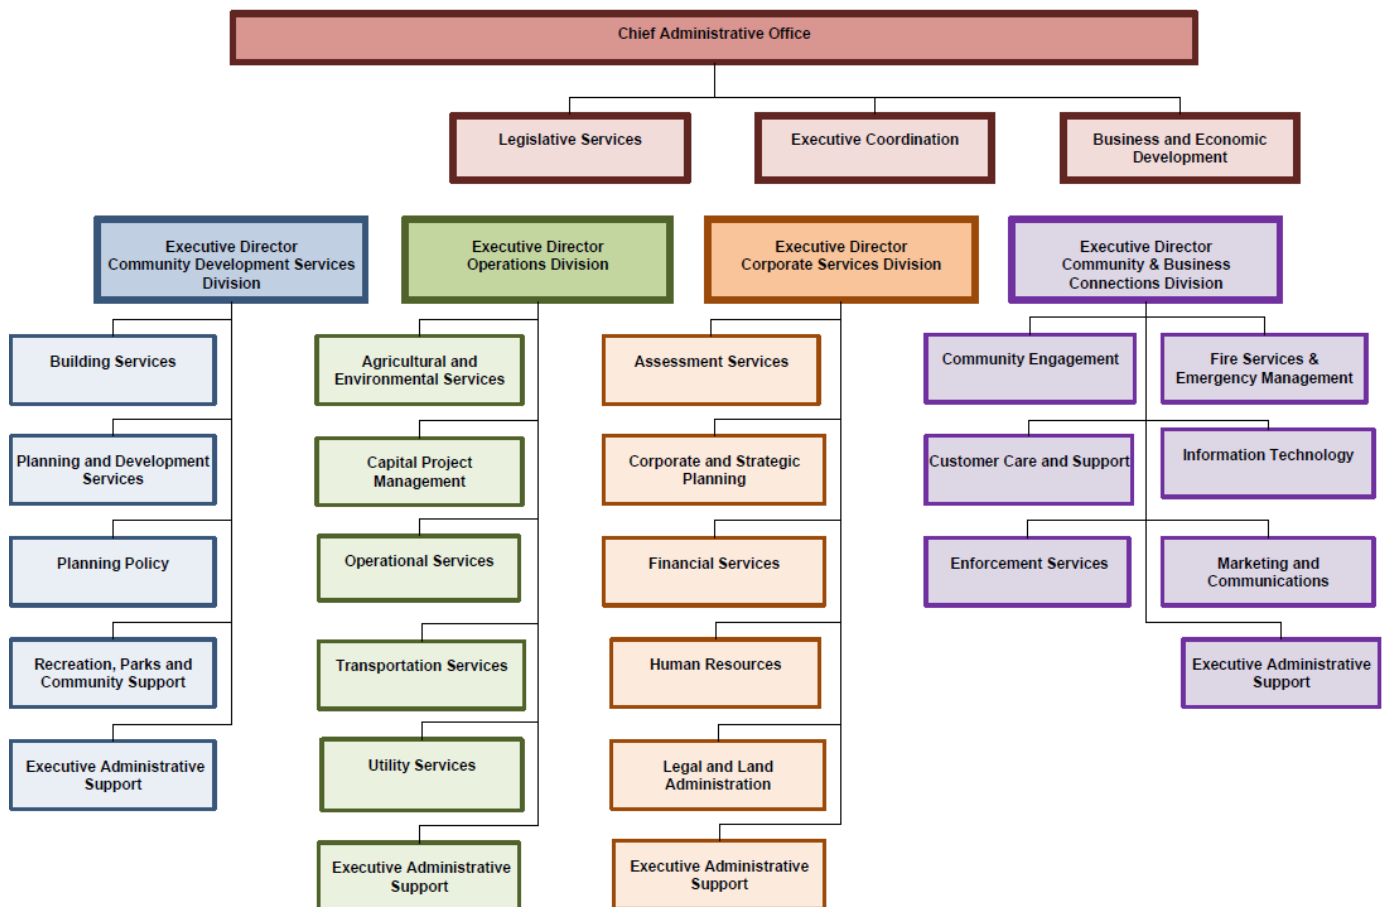 Chief Administrative Office
Legislative Services
Executive Coordination
Business and Economic
Development
Executive Director
Community Development Services
Division
Executive Director
Operations Division
Executive Director
Corporate Services Division
Executive Director
Community & Business
Connections Division
Building Services
Planning and Development
Services
Planning Policy
Recreation, Parks and
Community Support
Executive Administrative
Support
Agricultural and
Environmental Services
Capital Project
Management
Operational Services
Transportation Services
Utility Services
Executive Administrative
Support
Assessment Services
Corporate and Strategic
Planning
Financial Services
Human Resources
Legal and Land
Administration
Executive Administrative
Support
Community Engagement
Fire Services &
Emergency Management
Customer Care and Support
Information Technology
Enforcement Services
Marketing and
Communications
Executive Administrative
Support